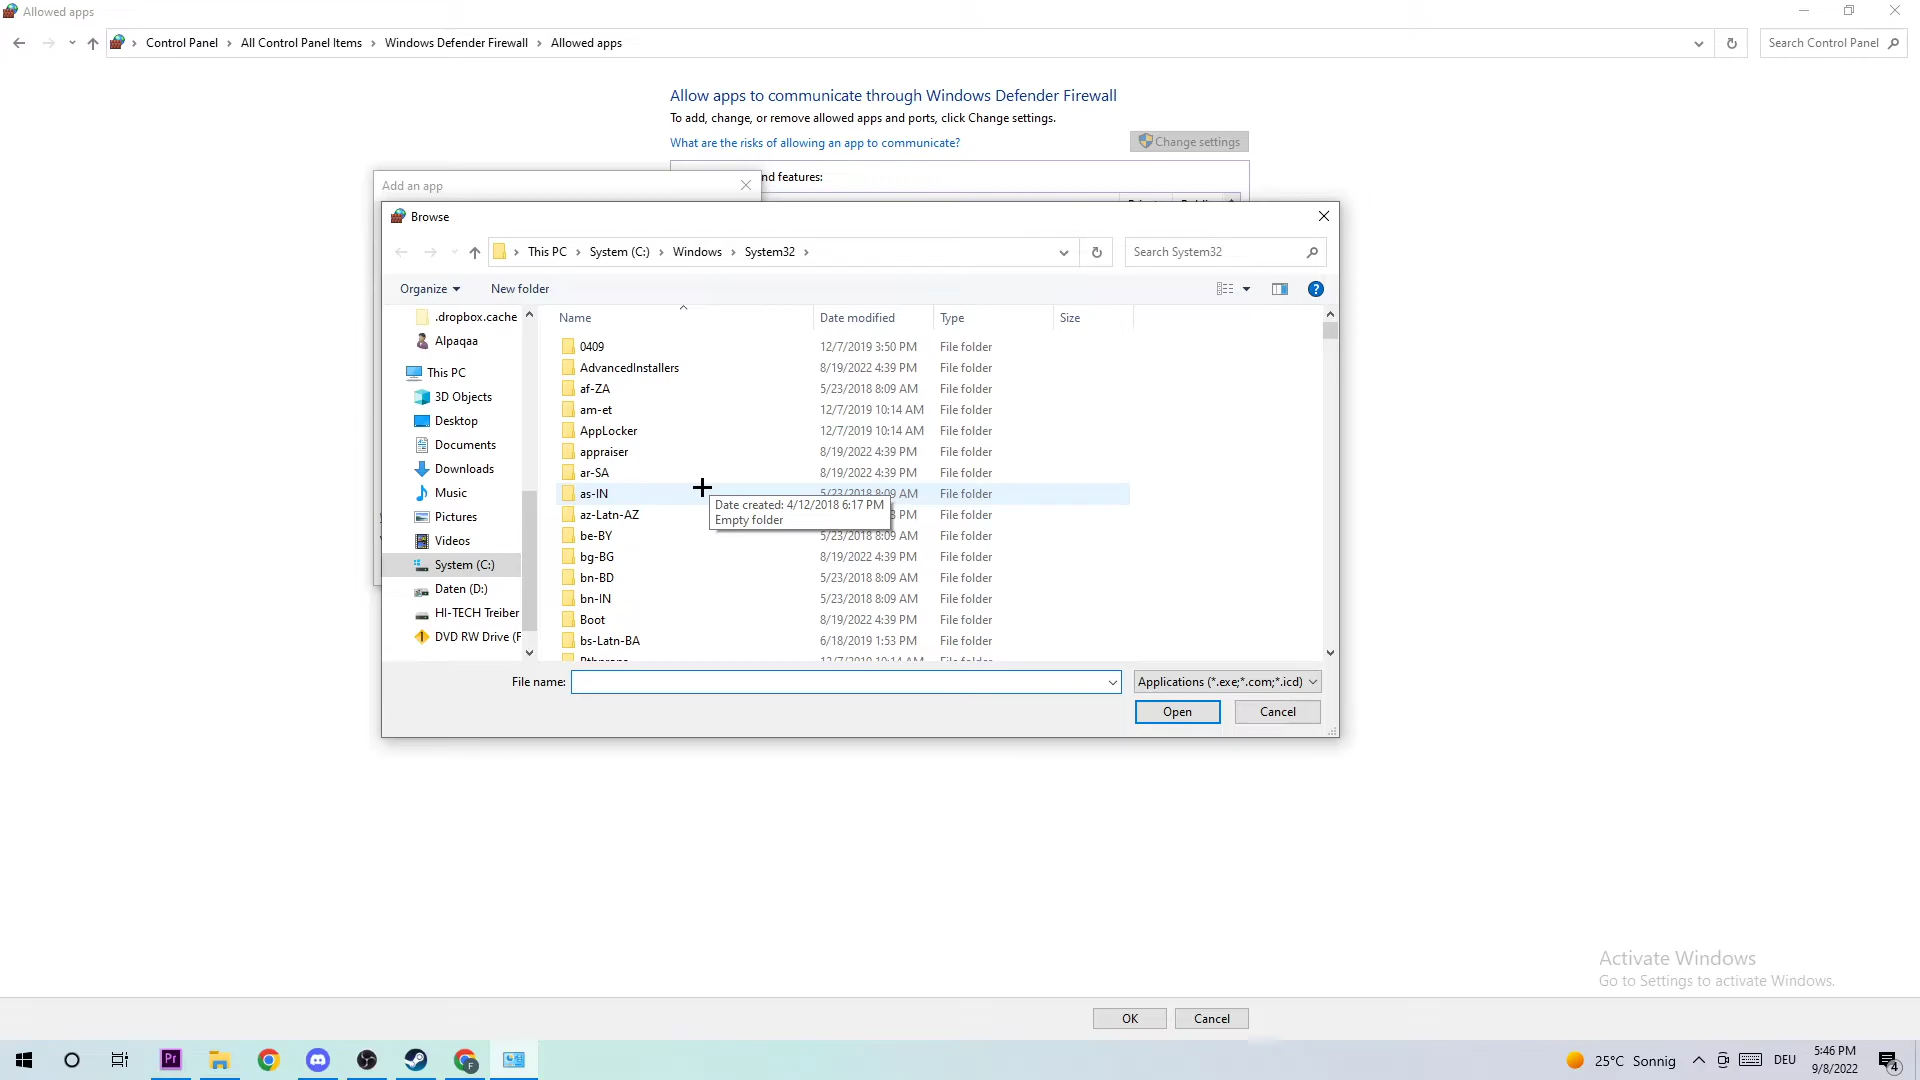 Allowed apps
Control Panel > All Control Panel Items > Windows Defender Firewall > Allowed apps
Search Control Panel
Allow apps to communicate through Windows Defender Firewall
To add, change, or remove allowed apps and ports, click Change settings.
What are the risks of allowing an app to communicate?
Change settings
nd features:
Add an app
Browse
This PC > System (C:) > Windows > System32 >
Search System32
Organize
New folder
Name Date modified Type Size
.dropbox.cache
Alpaqaa
This PC
3D Objects
Desktop
Documents
Downloads
Music
Pictures
Videos
System (C:)
Daten (D:)
HI-TECH Treiber
DVD RW Drive (F
0409 12/7/2019 3:50 PM File folder
AdvancedInstallers 8/19/2022 4:39 PM File folder
af-ZA 5/23/2018 8:09 AM File folder
am-et 12/7/2019 10:14 AM File folder
AppLocker 12/7/2019 10:14 AM File folder
appraiser 8/19/2022 4:39 PM File folder
ar-SA 8/19/2022 4:39 PM File folder
as-IN 5/23/2018 8:09 AM File folder
Date created: 4/12/2018 6:17 PM
Empty folder
az-Latn-AZ PM File folder
be-BY 5/23/2018 8:09 AM File folder
bg-BG 8/19/2022 4:39 PM File folder
bn-BD 5/23/2018 8:09 AM File folder
bn-IN 5/23/2018 8:09 AM File folder
Boot 8/19/2022 4:39 PM File folder
bs-Latn-BA 6/18/2019 1:53 PM File folder
File name:
Applications (*.exe;*.com;*.icd)
Open
Cancel
Activate Windows
Go to Settings to activate Windows.
OK
Cancel
Pr
F
25°C Sonnig
DEU
5:46 PM
9/8/2022
4